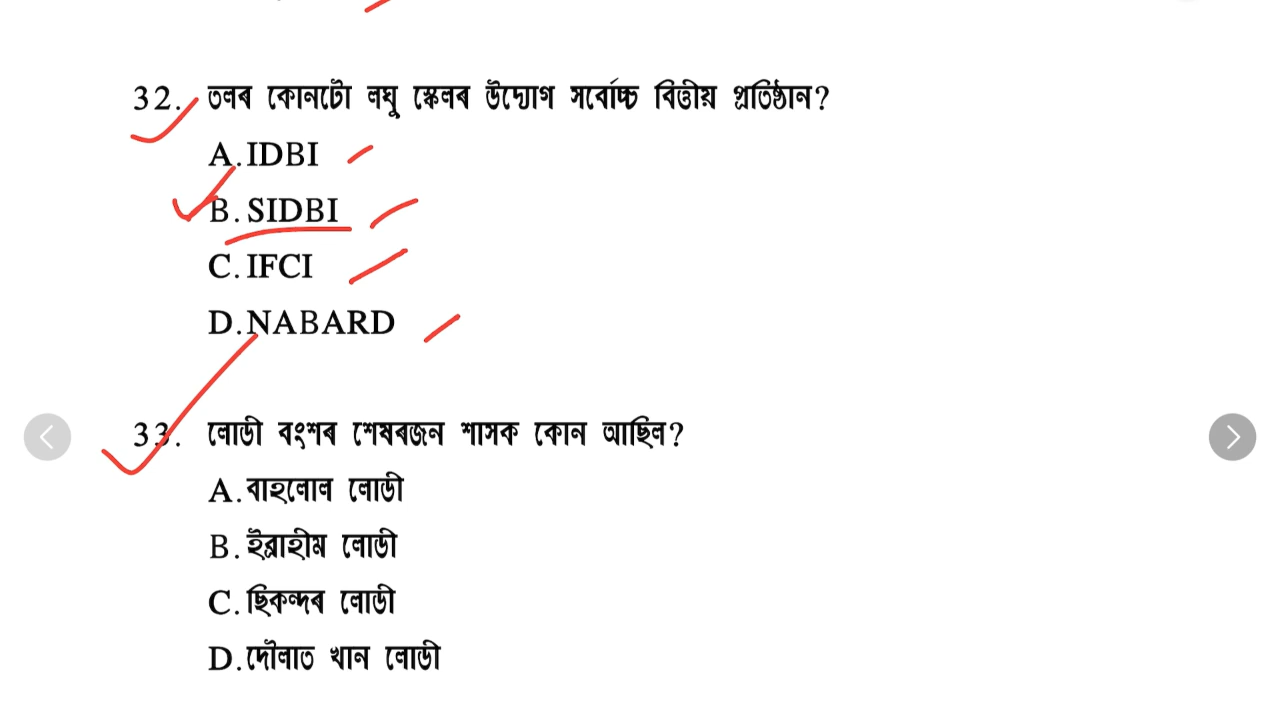 32. তলৰ কোনটো লঘু স্কেলৰ উদ্যোগ সৰ্বোচ্চ বিত্তীয় প্ৰতিষ্ঠান?
A. IDBI
B. SIDBI
C. IFCI
D. NABARD
33. লোডী বংশৰ শেষৰজন শাসক কোন আছিল?
A. বাহলোল লোডী
B. ইব্ৰাহীম লোডী
C. ছিকন্দৰ লোডী
D. দৌলাত খান লোডী